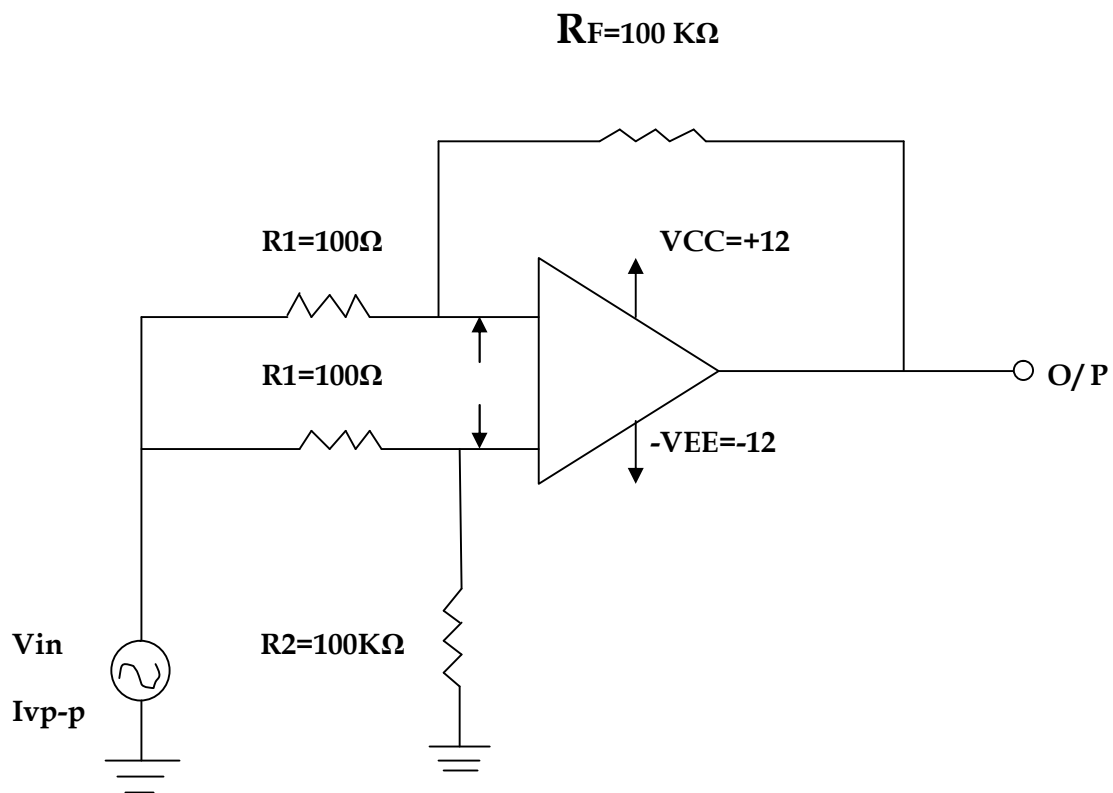 RF=100 KΩ
R1=100Ω
VCC=+12
R1=100Ω
O/P
-VEE=-12
Vin
R2=100KΩ
Ivp-p